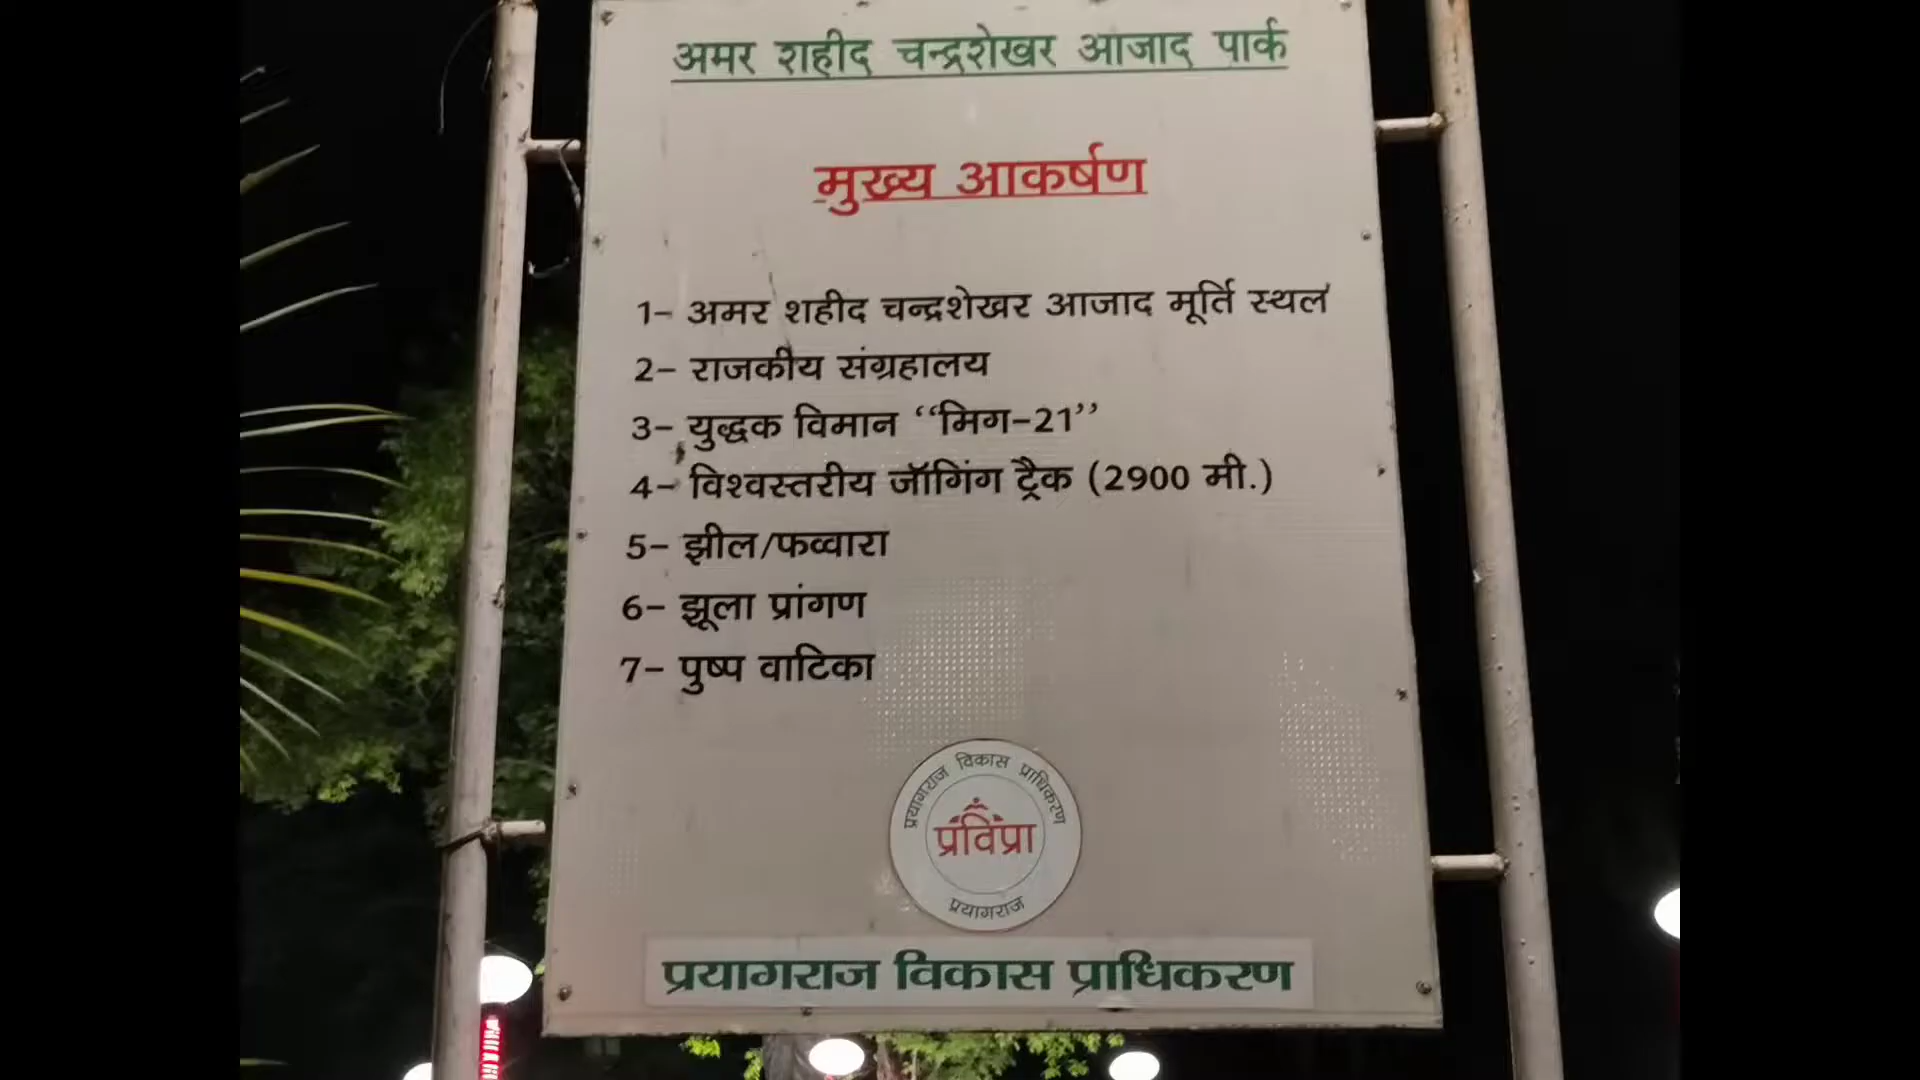 अमर शहीद चन्द्रशेखर आजाद पार्क
मुख्य आकर्षण
1- अमर शहीद चन्द्रशेखर आजाद मूर्ति स्थल
2- राजकीय संग्रहालय
3- युद्धक विमान “मिग-21”
4- विश्वस्तरीय जॉगिंग ट्रैक (2900 मी.)
5- झील/फव्वारा
6- झूला प्रांगण
7- पुष्प वाटिका
प्रयागराज विकास प्राधिकरण
प्रविप्रा
प्रयागराज
प्रयागराज विकास प्राधिकरण